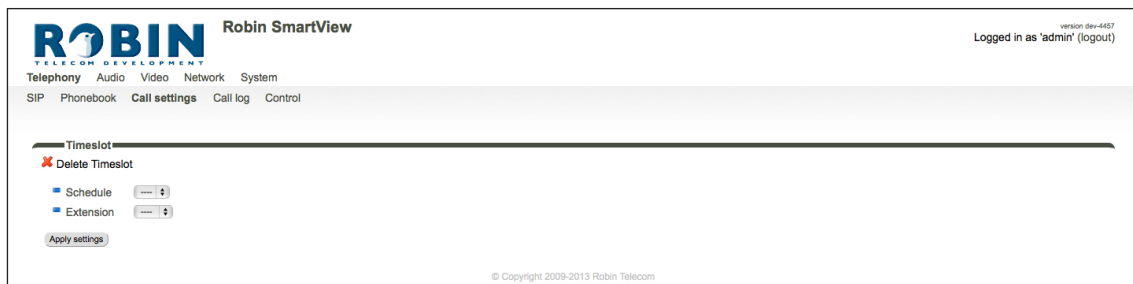 ROBIN
TELECOM DEVELOPMENT
Robin SmartView
version dev-4457
Logged in as 'admin' (logout)
Telephony Audio Video Network System
SIP Phonebook Call settings Call log Control
Timeslot
Delete Timeslot
Schedule ----
Extension ----
Apply settings
© Copyright 2009-2013 Robin Telecom